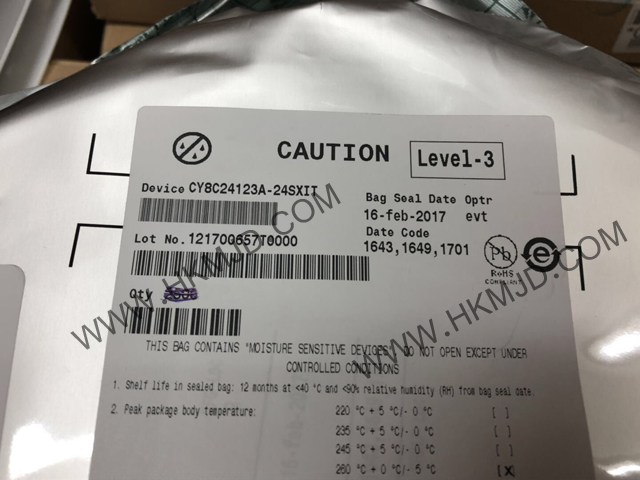 CAUTION
Level-3
Device CY8C24123A-24SXIT
Bag Seal Date Optr
16-feb-2017 evt
Lot No. 121700657T0000
Date Code
1643,1649,1701
Pb
e
RoHS
COMPLIANT
Qty
THIS BAG CONTAINS "MOISTURE SENSITIVE DEVICES" DO NOT OPEN EXCEPT UNDER
CONTROLLED CONDITIONS
1. Shelf life in sealed bag: 12 months at <40 °C and <90% relative humidity (RH) from bag seal date.
2. Peak package body temperature:
220 °C + 5 °C/- 0 °C [ ]
235 °C + 5 °C/- 0 °C [ ]
245 °C + 0 °C/- 5 °C [ ]
260 °C + 0 °C/- 5 °C [X]
WWW.HKMJD.COM
WWW.HKMJD.COM